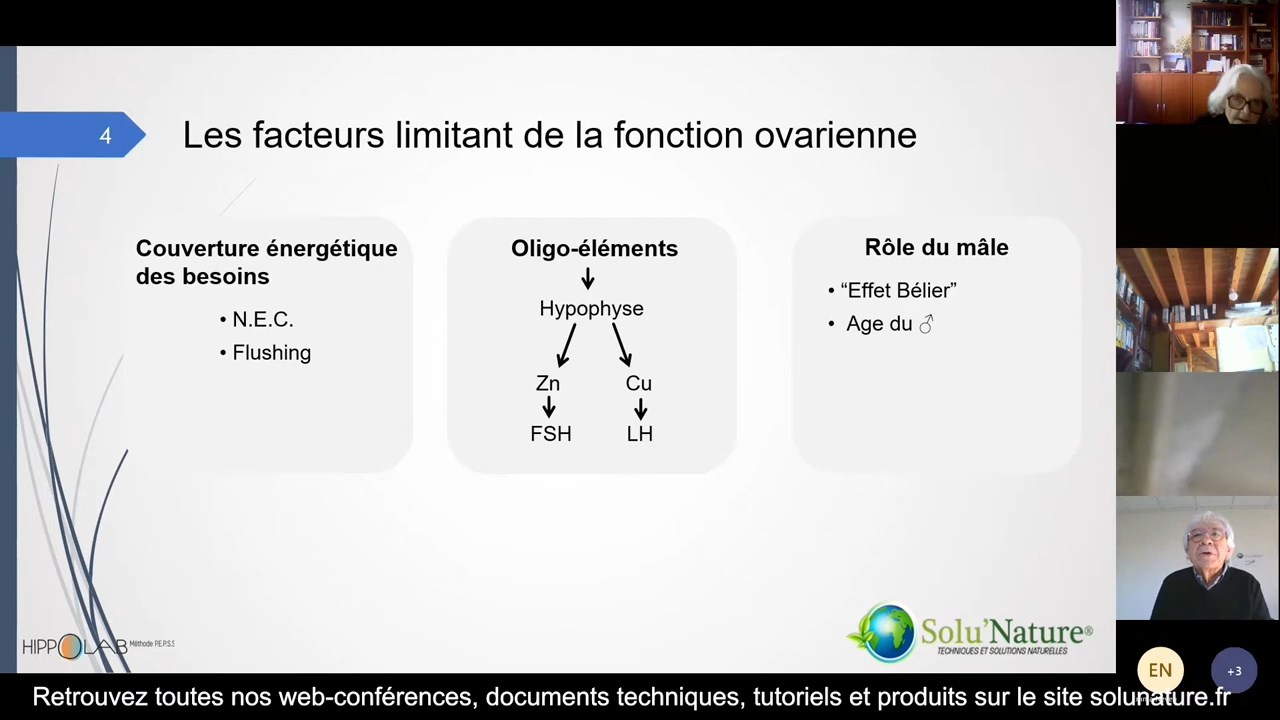 4
Les facteurs limitant de la fonction ovarienne
Couverture énergétique
des besoins
• N.E.C.
• Flushing
Oligo-éléments
Hypophyse
Zn Cu
FSH LH
Rôle du mâle
• “Effet Bélier”
• Age du ♂
HIPPOLAB Méthode P.E.P.S.S
Solu’Nature®
TECHNIQUES ET SOLUTIONS NATURELLES
EN
+3
Retrouvez toutes nos web-conférences, documents techniques, tutoriels et produits sur le site solunature.fr